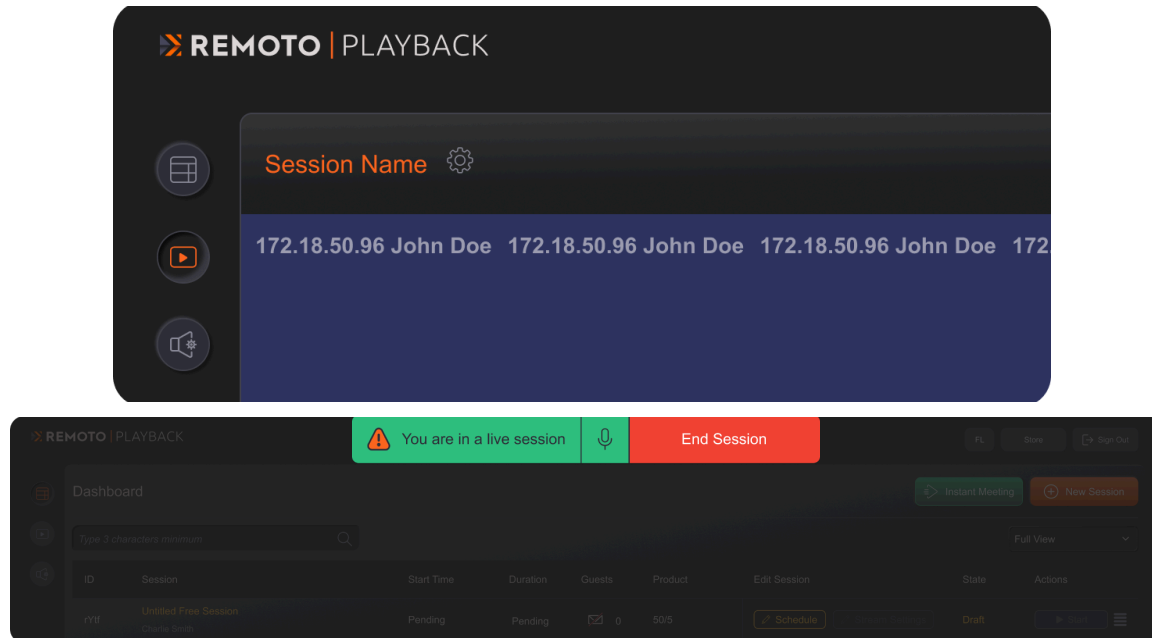 REMOTO | PLAYBACK
Session Name
172.18.50.96 John Doe 172.18.50.96 John Doe 172.18.50.96 John Doe 172.
REMOTO | PLAYBACK
You are in a live session
End Session
FL
Store
Sign Out
Dashboard
Instant Meeting
New Session
Type 3 characters minimum
Full View
ID Session Start Time Duration Guests Product Edit Session State Actions
Untitled Free Session
Charlie Smith
Pending Pending 0 50/5 Schedule Draft Start